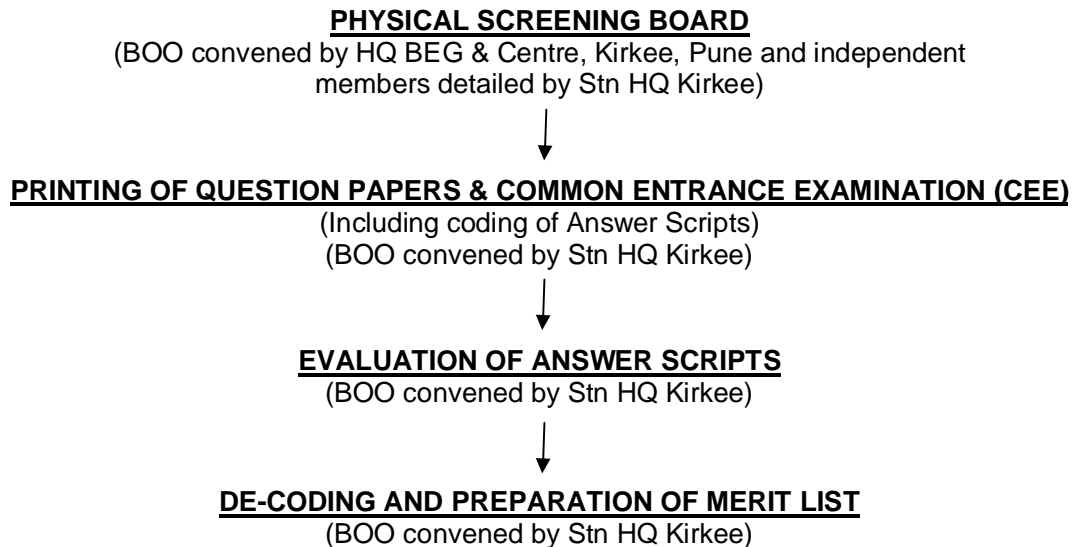 PHYSICAL SCREENING BOARD
(BOO convened by HQ BEG & Centre, Kirkee, Pune and independent
members detailed by Stn HQ Kirkee)
PRINTING OF QUESTION PAPERS & COMMON ENTRANCE EXAMINATION (CEE)
(Including coding of Answer Scripts)
(BOO convened by Stn HQ Kirkee)
EVALUATION OF ANSWER SCRIPTS
(BOO convened by Stn HQ Kirkee)
DE-CODING AND PREPARATION OF MERIT LIST
(BOO convened by Stn HQ Kirkee)